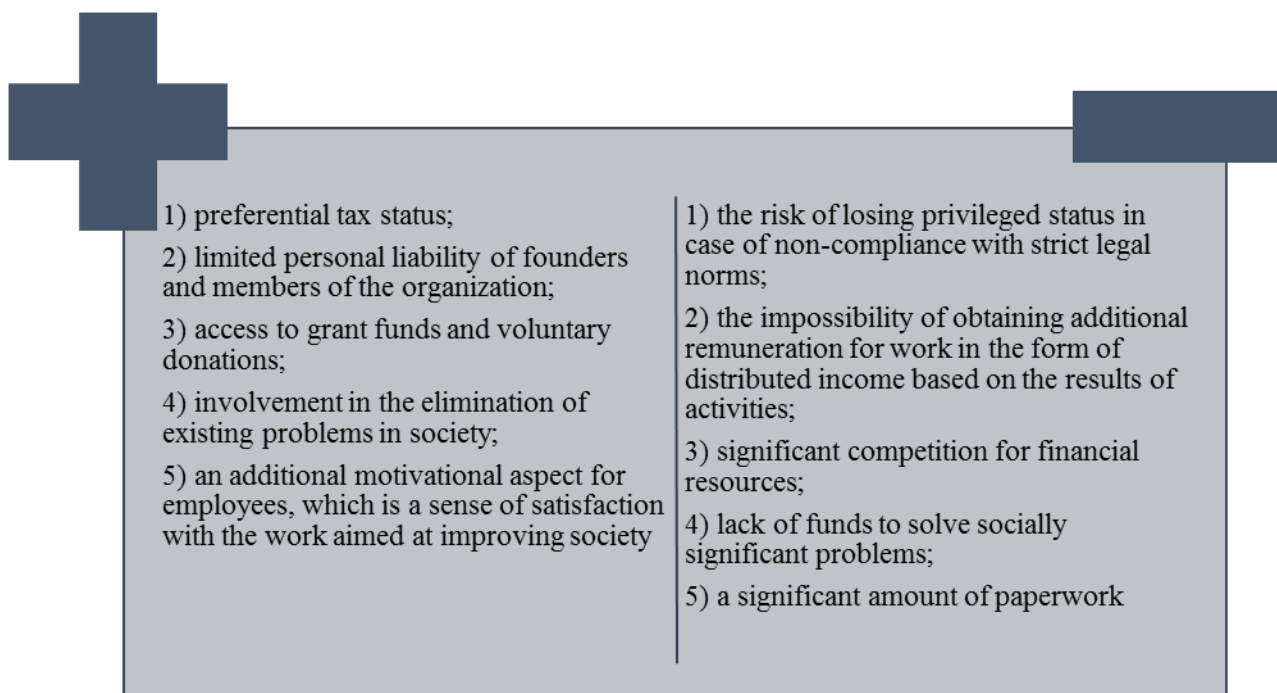 1) preferential tax status;
2) limited personal liability of founders
and members of the organization;
3) access to grant funds and voluntary
donations;
4) involvement in the elimination of
existing problems in society;
5) an additional motivational aspect for
employees, which is a sense of satisfaction
with the work aimed at improving society
1) the risk of losing privileged status in
case of non-compliance with strict legal
norms;
2) the impossibility of obtaining additional
remuneration for work in the form of
distributed income based on the results of
activities;
3) significant competition for financial
resources;
4) lack of funds to solve socially
significant problems;
5) a significant amount of paperwork